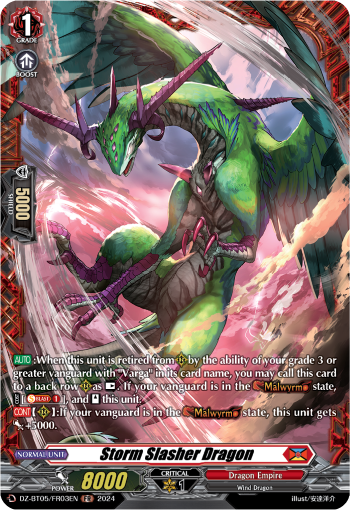 1
GRADE
BOOST
5000
SHIELD
AUTO :When this unit is retired from R by the ability of your grade 3 or
greater vanguard with "Varga" in its card name, you may call this card
to a back row R as. If your vanguard is in the Malwyrm state,
COST [SOUL BLAST 1], and this unit.
CONT [R]:If your vanguard is in the Malwyrm state, this unit gets
+5000.
NORMAL UNIT
Storm Slasher Dragon
POWER 8000
CRITICAL
1
Dragon Empire
Wind Dragon
D DZ-BT05/FR03EN FR 2024
illust/安達洋介